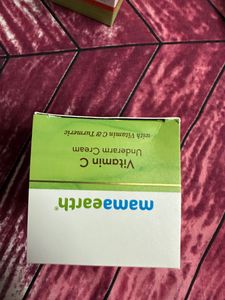 mamaearth®
Vitamin C
Underarm Cream
with Vitamin C & Turmeric